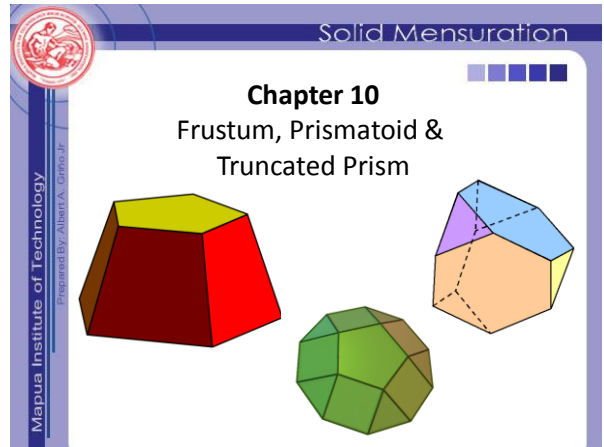 Solid Mensuration
Chapter 10
Frustum, Prismatoid &
Truncated Prism
Mapua Institute of Technology
Prepared By: Albert A. Griño Jr